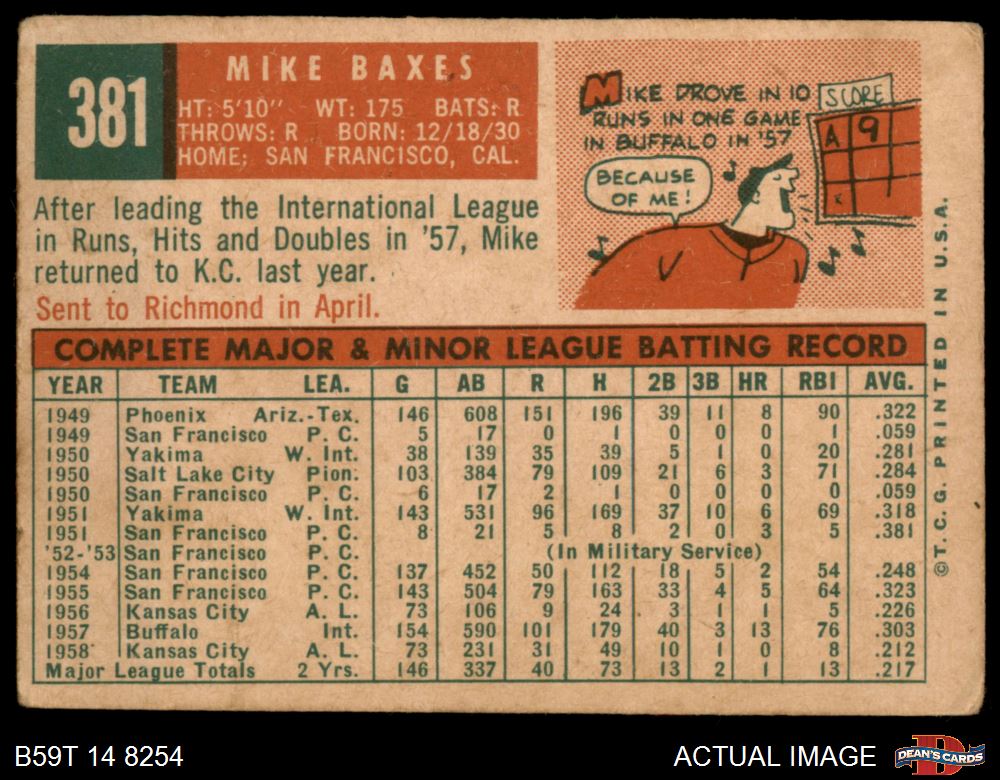 381
MIKE BAXES
HT: 5'10" WT: 175 BATS: R
THROWS: R BORN: 12/18/30
HOME; SAN FRANCISCO, CAL.
MIKE DROVE IN 10
RUNS IN ONE GAME
IN BUFFALO IN '57
SCORE
A 9
BECAUSE
OF ME!
After leading the International League
in Runs, Hits and Doubles in '57, Mike
returned to K.C. last year.
Sent to Richmond in April.
COMPLETE MAJOR & MINOR LEAGUE BATTING RECORD
YEAR TEAM LEA. G AB R H 2B 3B HR RBI AVG.
1949 Phoenix Ariz.-Tex. 146 608 151 196 39 11 8 90 .322
1949 San Francisco P. C. 5 17 0 1 0 0 0 1 .059
1950 Yakima W. Int. 38 139 35 39 5 1 0 20 .281
1950 Salt Lake City Pion. 103 384 79 109 21 6 3 71 .284
1950 San Francisco P. C. 6 17 2 1 0 0 0 0 .059
1951 Yakima W. Int. 143 531 96 169 37 10 6 69 .318
1951 San Francisco P. C. 8 21 5 8 2 0 3 5 .381
'52-'53 San Francisco P. C. (In Military Service)
1954 San Francisco P. C. 137 452 50 112 18 5 2 54 .248
1955 San Francisco P. C. 143 504 79 163 33 4 5 64 .323
1956 Kansas City A. L. 73 106 9 24 3 1 1 5 .226
1957 Buffalo Int. 154 590 101 179 40 3 13 76 .303
1958 Kansas City A. L. 73 231 31 49 10 1 0 8 .212
Major League Totals 2 Yrs. 146 337 40 73 13 2 1 13 .217
© T. C. G. PRINTED IN U.S.A.
B59T 14 8254
ACTUAL IMAGE
DEAN'S CARDS